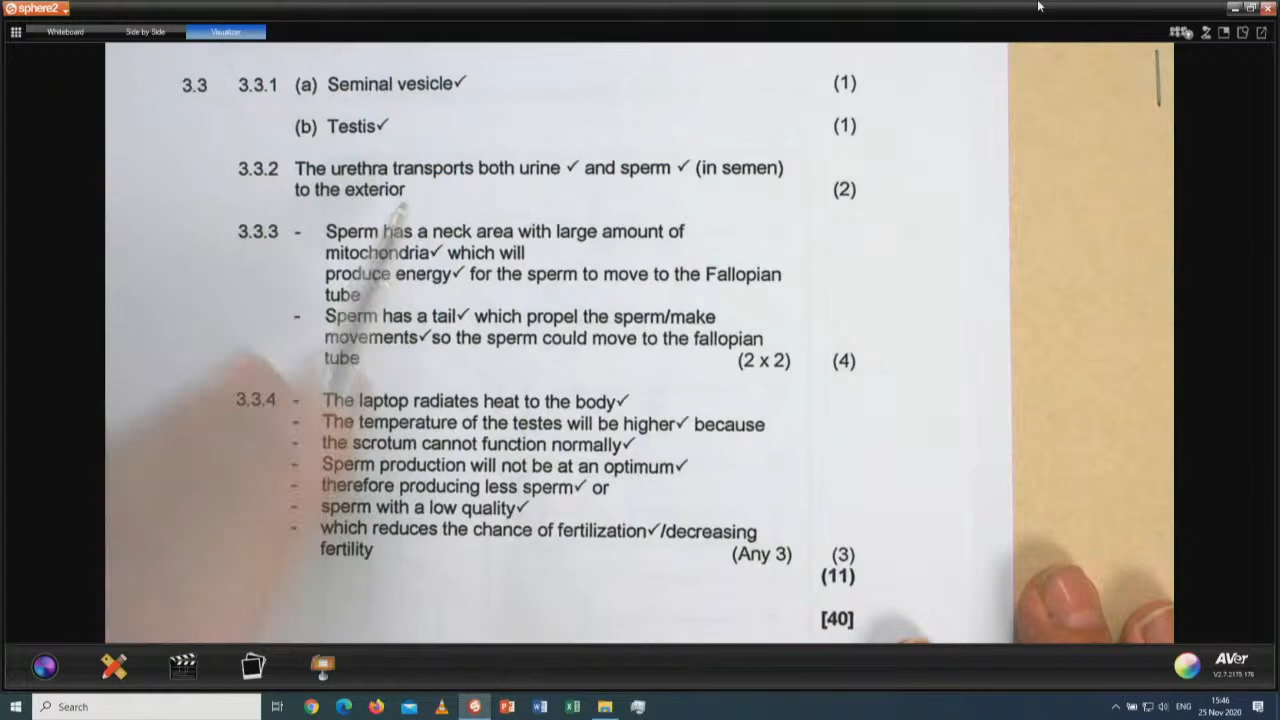 sphere2
Whiteboard Side by Side Visualizer
3.3 3.3.1 (a) Seminal vesicle✓ (1)
(b) Testis✓ (1)
3.3.2 The urethra transports both urine ✓ and sperm ✓ (in semen)
to the exterior (2)
3.3.3 - Sperm has a neck area with large amount of
mitochondria✓ which will
produce energy✓ for the sperm to move to the Fallopian
tube
- Sperm has a tail✓ which propel the sperm/make
movements✓so the sperm could move to the fallopian
tube (2 x 2) (4)
3.3.4 - The laptop radiates heat to the body✓
- The temperature of the testes will be higher✓ because
- the scrotum cannot function normally✓
- Sperm production will not be at an optimum✓
- therefore producing less sperm✓ or
- sperm with a low quality✓
- which reduces the chance of fertilization✓/decreasing
fertility (Any 3) (3)
(11)
[40]
AVer
V2.7.2175.176
Search
ENG
15:46
25 Nov 2020